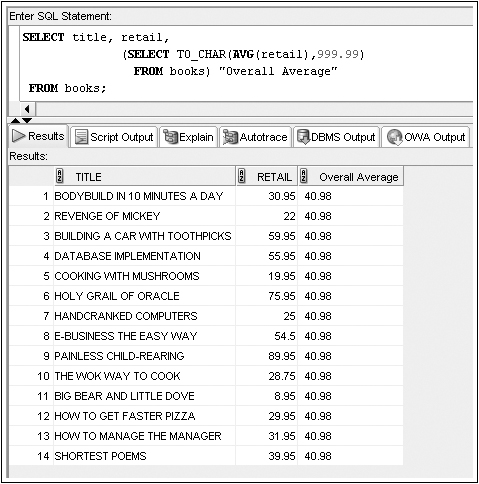 Enter SQL Statement:
SELECT title, retail,
(SELECT TO_CHAR(AVG(retail),999.99)
FROM books) "Overall Average"
FROM books;
Results Script Output Explain Autotrace DBMS Output OWA Output
Results:
TITLE RETAIL Overall Average
1 BODYBUILD IN 10 MINUTES A DAY 30.95 40.98
2 REVENGE OF MICKEY 22 40.98
3 BUILDING A CAR WITH TOOTHPICKS 59.95 40.98
4 DATABASE IMPLEMENTATION 55.95 40.98
5 COOKING WITH MUSHROOMS 19.95 40.98
6 HOLY GRAIL OF ORACLE 75.95 40.98
7 HANDCRANKED COMPUTERS 25 40.98
8 E-BUSINESS THE EASY WAY 54.5 40.98
9 PAINLESS CHILD-REARING 89.95 40.98
10 THE WOK WAY TO COOK 28.75 40.98
11 BIG BEAR AND LITTLE DOVE 8.95 40.98
12 HOW TO GET FASTER PIZZA 29.95 40.98
13 HOW TO MANAGE THE MANAGER 31.95 40.98
14 SHORTEST POEMS 39.95 40.98